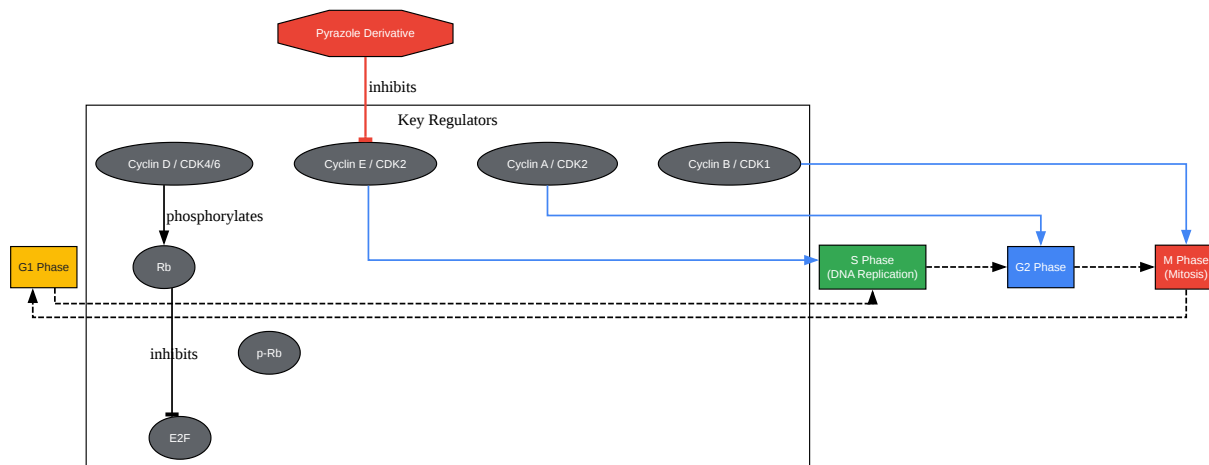 Pyrazole Derivative
inhibits
Key Regulators
Cyclin D / CDK4/6
Cyclin E / CDK2
Cyclin A / CDK2
Cyclin B / CDK1
phosphorylates
G1 Phase
Rb
S Phase
(DNA Replication)
G2 Phase
M Phase
(Mitosis)
inhibits
p-Rb
E2F